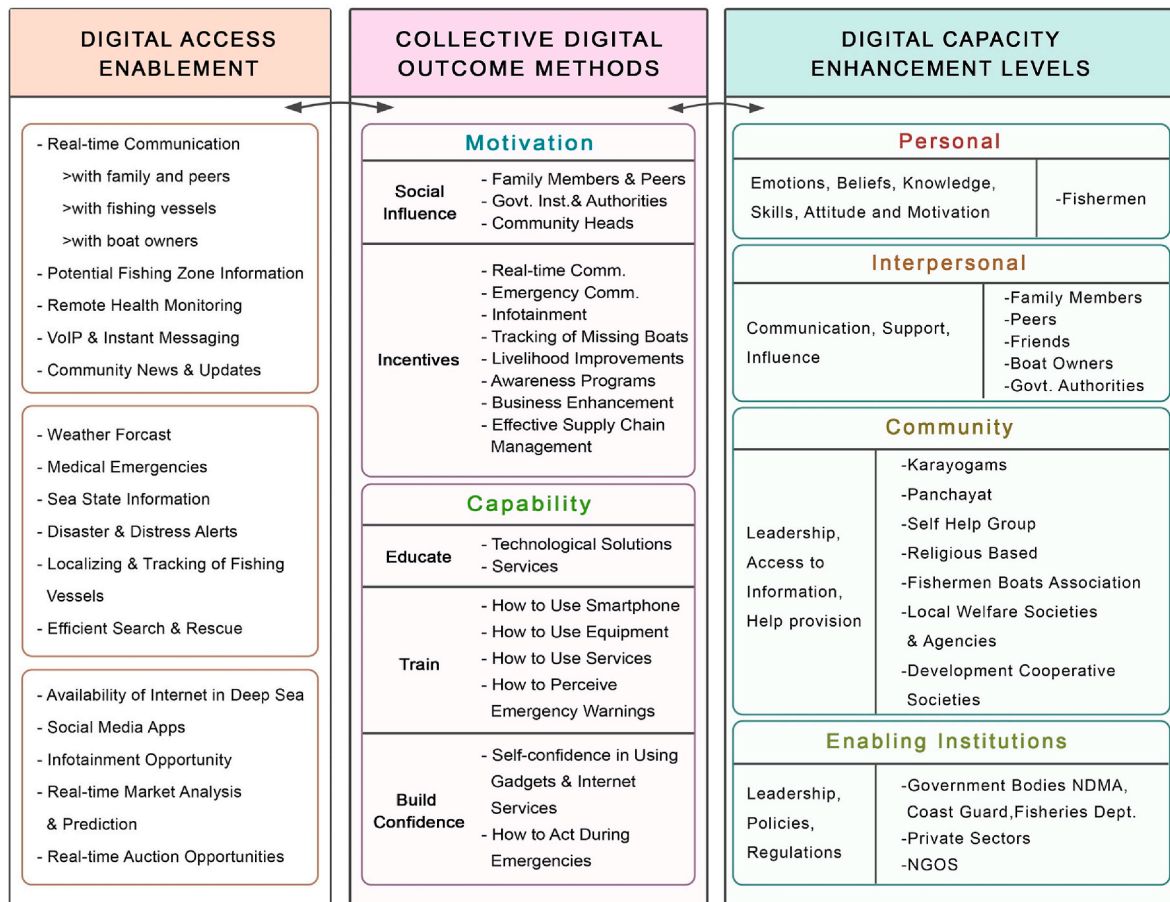 DIGITAL ACCESS
ENABLEMENT
- Real-time Communication
>with family and peers
>with fishing vessels
>with boat owners
- Potential Fishing Zone Information
- Remote Health Monitoring
- VoIP & Instant Messaging
- Community News & Updates
- Weather Forcast
- Medical Emergencies
- Sea State Information
- Disaster & Distress Alerts
- Localizing & Tracking of Fishing
Vessels
- Efficient Search & Rescue
- Availability of Internet in Deep Sea
- Social Media Apps
- Infotainment Opportunity
- Real-time Market Analysis
& Prediction
- Real-time Auction Opportunities
COLLECTIVE DIGITAL
OUTCOME METHODS
Motivation
Social
Influence
- Family Members & Peers
- Govt. Inst.& Authorities
- Community Heads
Incentives
- Real-time Comm.
- Emergency Comm.
- Infotainment
- Tracking of Missing Boats
- Livelihood Improvements
- Awareness Programs
- Business Enhancement
- Effective Supply Chain
Management
Capability
Educate
- Technological Solutions
- Services
Train
- How to Use Smartphone
- How to Use Equipment
- How to Use Services
- How to Perceive
Emergency Warnings
Build
Confidence
- Self-confidence in Using
Gadgets & Internet
Services
- How to Act During
Emergencies
DIGITAL CAPACITY
ENHANCEMENT LEVELS
Personal
Emotions, Beliefs, Knowledge,
Skills, Attitude and Motivation
-Fishermen
Interpersonal
Communication, Support,
Influence
-Family Members
-Peers
-Friends
-Boat Owners
-Govt. Authorities
Community
Leadership,
Access to
Information,
Help provision
-Karayogams
-Panchayat
-Self Help Group
-Religious Based
-Fishermen Boats Association
-Local Welfare Societies
& Agencies
-Development Cooperative
Societies
Enabling Institutions
Leadership,
Policies,
Regulations
-Government Bodies NDMA,
Coast Guard,Fisheries Dept.
-Private Sectors
-NGOS